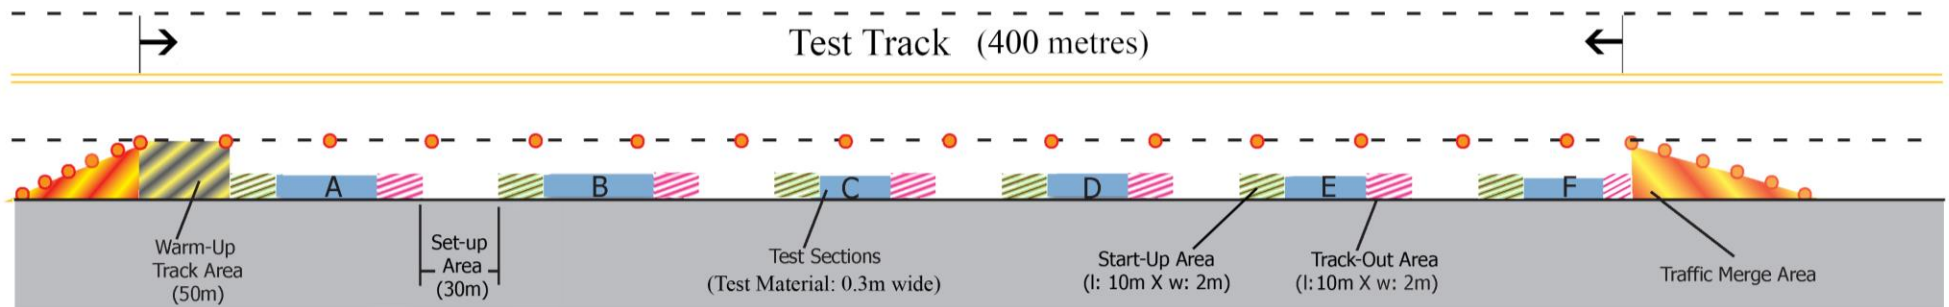 Test Track (400 metres)
A
B
C
D
E
F
Warm-Up
Track Area
(50m)
Set-up
Area
(30m)
Test Sections
(Test Material: 0.3m wide)
Start-Up Area
(l: 10m X w: 2m)
Track-Out Area
(l:10m X w: 2m)
Traffic Merge Area